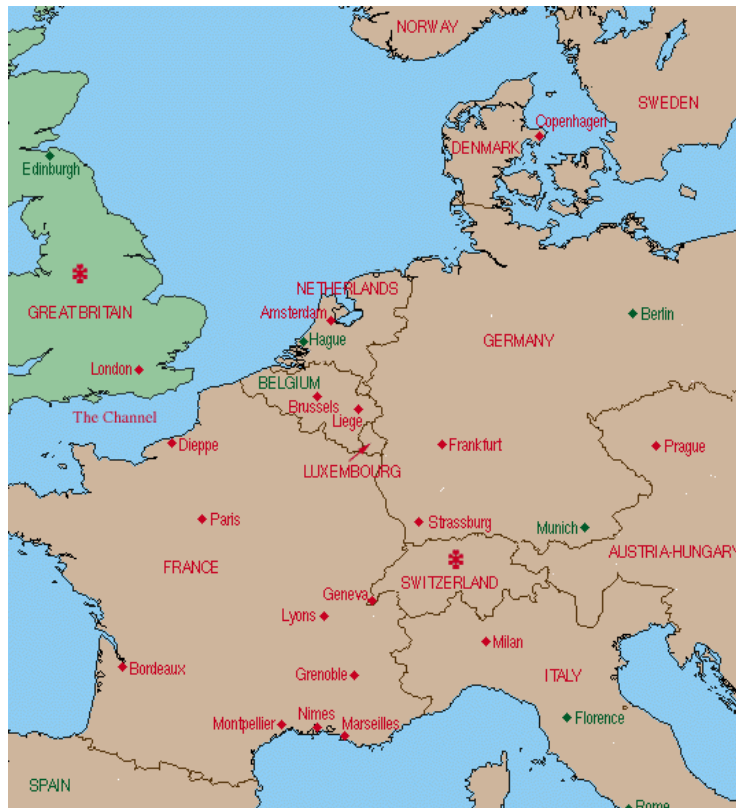 NORWAY
SWEDEN
Copenhagen
DENMARK
Edinburgh
NETHERLANDS
GREAT BRITAIN
Amsterdam
Berlin
Hague
GERMANY
London
BELGIUM
Brussels
Liege
The Channel
Dieppe
Frankfurt
Prague
LUXEMBOURG
Paris
Strassburg
Munich
AUSTRIA-HUNGARY
FRANCE
SWITZERLAND
Geneva
Lyons
Milan
Bordeaux
Grenoble
ITALY
Nimes
Montpellier
Marseilles
Florence
SPAIN
Rome